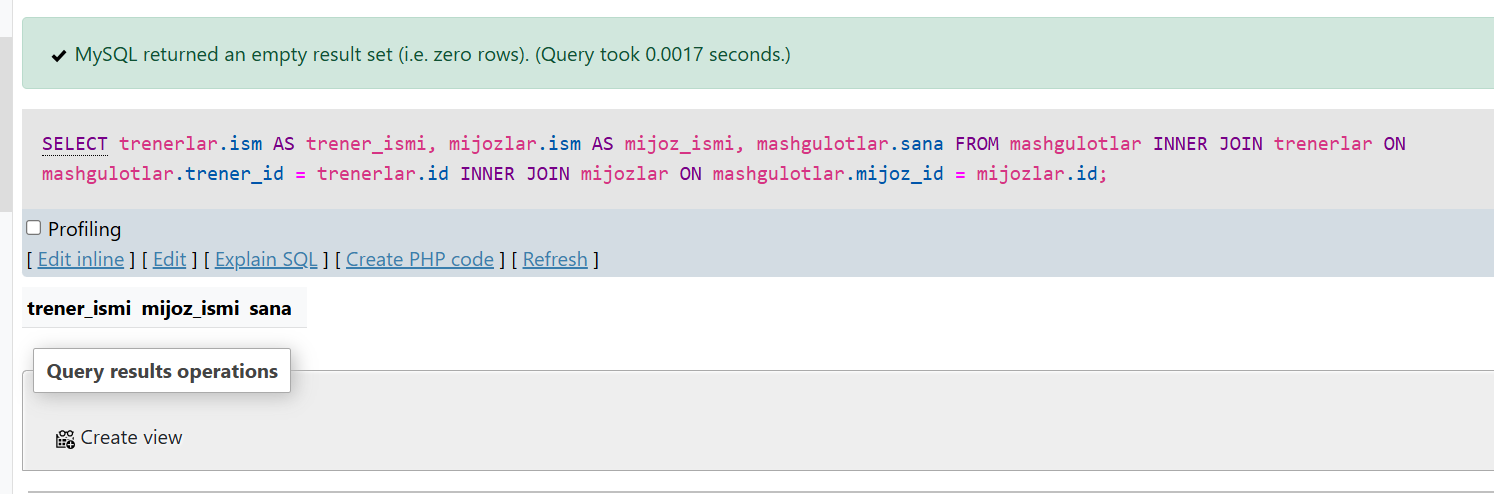 MySQL returned an empty result set (i.e. zero rows). (Query took 0.0017 seconds.)
SELECT trenerlar.ism AS trener_ismi, mijozlar.ism AS mijoz_ismi, mashgulotlar.sana FROM mashgulotlar INNER JOIN trenerlar ON
mashgulotlar.trener_id = trenerlar.id INNER JOIN mijozlar ON mashgulotlar.mijoz_id = mijozlar.id;
Profiling
[ Edit inline ] [ Edit ] [ Explain SQL ] [ Create PHP code ] [ Refresh ]
trener_ismi mijoz_ismi sana
Query results operations
Create view